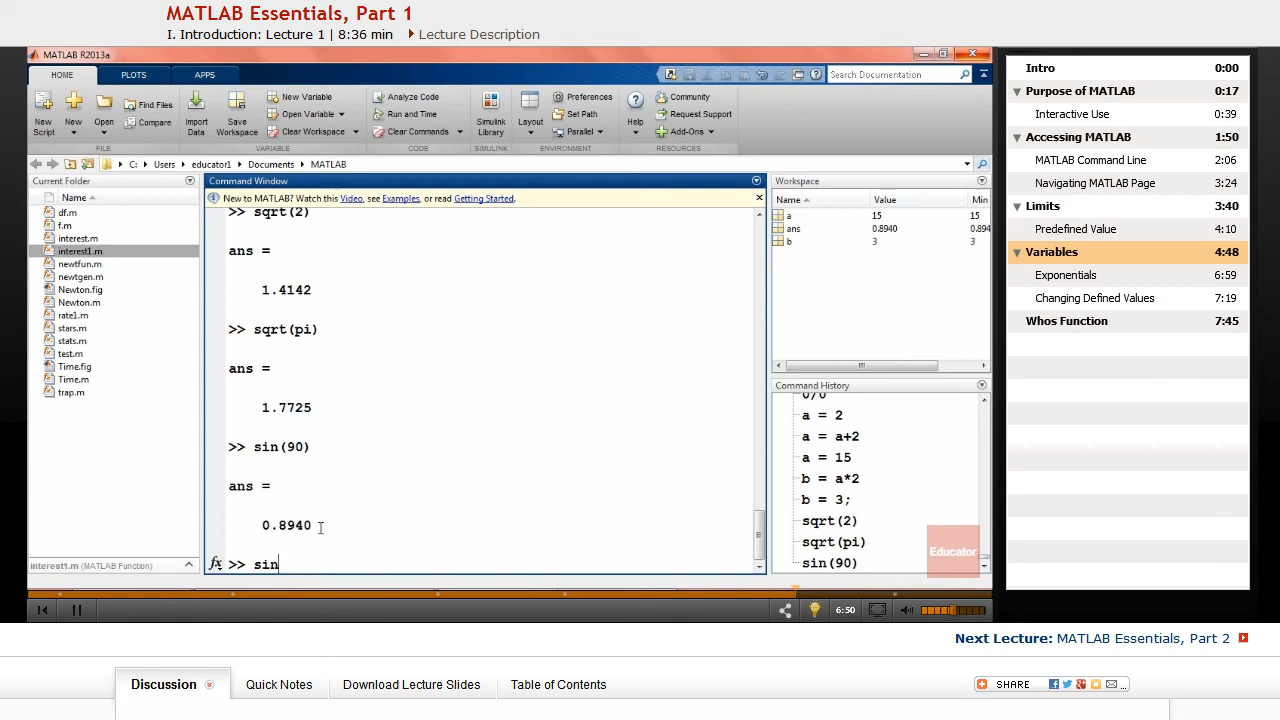 MATLAB Essentials, Part 1
I. Introduction: Lecture 1 | 8:36 min Lecture Description
MATLAB R2013a
HOME PLOTS APPS
Search Documentation
New Script
New
Open
Find Files
Compare
FILE
Import Data
Save Workspace
New Variable
Open Variable
Clear Workspace
VARIABLE
Analyze Code
Run and Time
Clear Commands
CODE
Simulink Library
SIMULINK
Layout
Preferences
Set Path
Parallel
ENVIRONMENT
Help
Community
Request Support
Add-Ons
RESOURCES
C: Users educator1 Documents MATLAB
Current Folder
Name
df.m
f.m
interest.m
interest1.m
newtfun.m
newtgen.m
Newton.fig
Newton.m
rate1.m
stars.m
stats.m
test.m
Time.fig
Time.m
trap.m
interest1.m (MATLAB Function)
Command Window
New to MATLAB? Watch this Video, see Examples, or read Getting Started.
>> sqrt(2)
ans =
1.4142
>> sqrt(pi)
ans =
1.7725
>> sin(90)
ans =
0.8940
fx >> sin
Workspace
Name Value Min
a 15 15
ans 0.8940 0.894
b 3 3
Command History
0/0
a = 2
a = a+2
a = 15
b = a*2
b = 3;
sqrt(2)
sqrt(pi)
sin(90)
Educator
6:50
Intro 0:00
Purpose of MATLAB 0:17
Interactive Use 0:39
Accessing MATLAB 1:50
MATLAB Command Line 2:06
Navigating MATLAB Page 3:24
Limits 3:40
Predefined Value 4:10
Variables 4:48
Exponentials 6:59
Changing Defined Values 7:19
Whos Function 7:45
Next Lecture: MATLAB Essentials, Part 2
Discussion Quick Notes Download Lecture Slides Table of Contents
SHARE